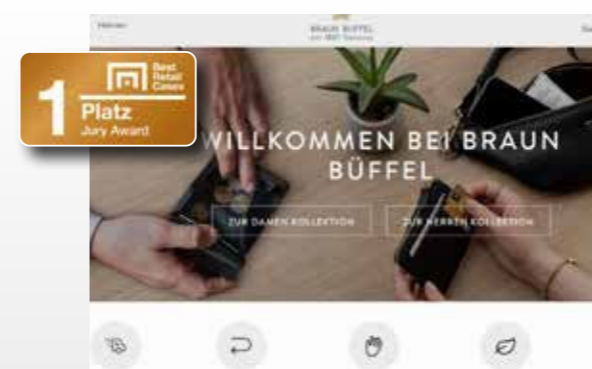 BRAUN BÜFFEL
1
Best
Retail
Cases
Platz
Jury Award
WILLKOMMEN BEI BRAUN
BÜFFEL
ZUR DAMEN KOLLEKTION
ZUR HERREN KOLLEKTION